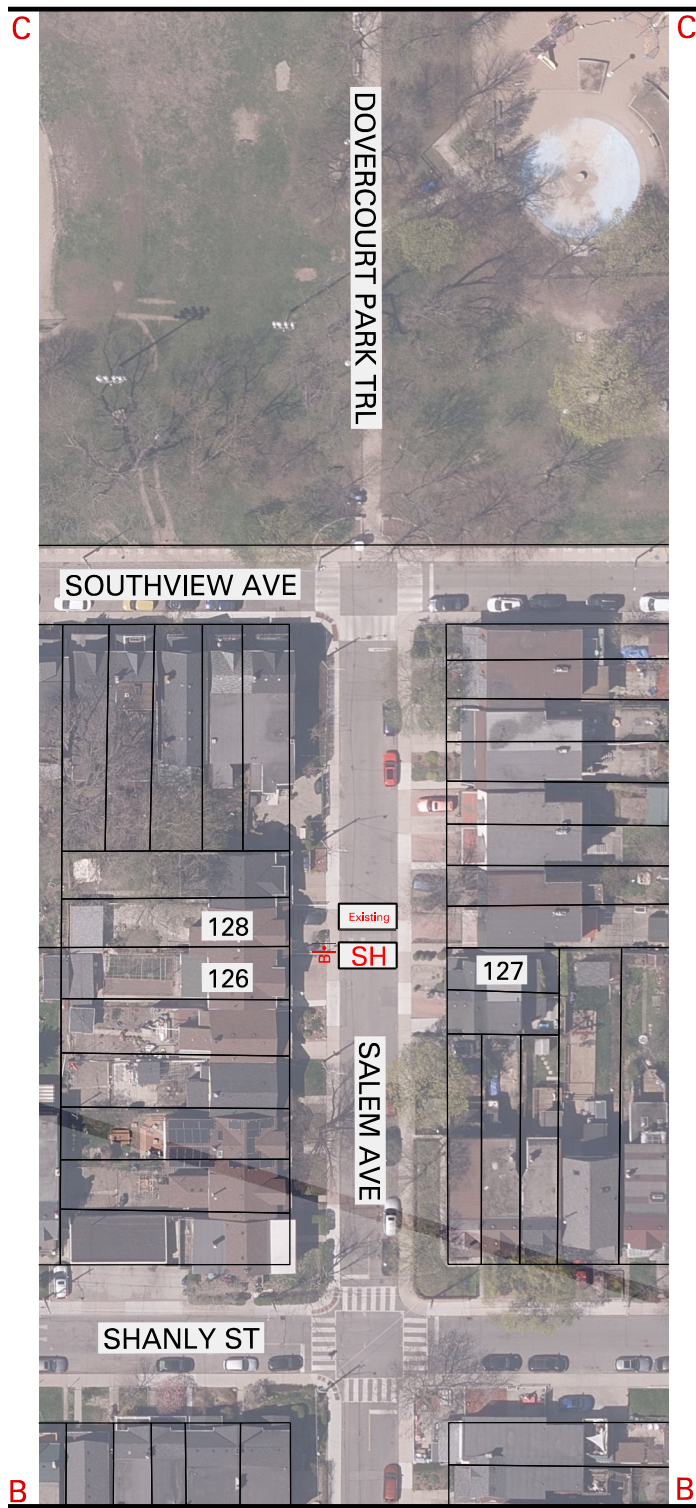 C
C
DOVERCOURT PARK TRL
SOUTHVIEW AVE
128
Existing
B
SH
126
127
SALEM AVE
SHANLY ST
B
B